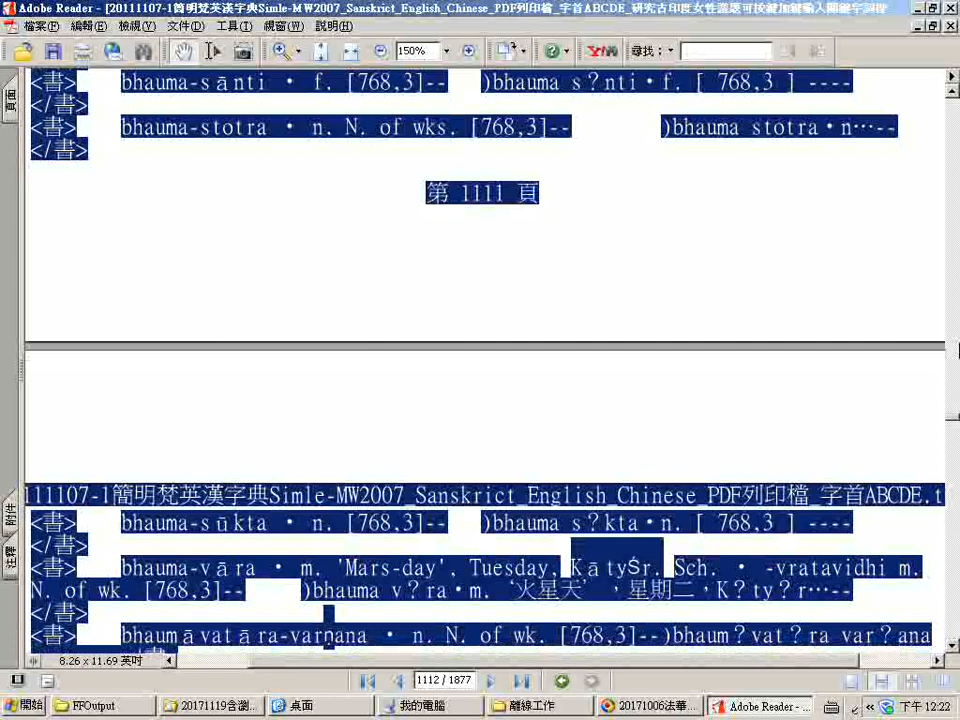 Adobe Reader - [20111107-1簡明梵英漢字典Simle-MW2007_Sanskrict_English_Chinese_PDF列印檔_字首ABCDE_研究古印度女性議題可按鍵加鍵輸入關鍵字詞搜
檔案(F) 編輯(E) 檢視(V) 文件(D) 工具(T) 視窗(W) 說明(H)
150% 尋找:
頁面
<書> bhauma-sānti • f. [768,3]-- )bhauma s?nti•f. [ 768,3 ] ----
</書>
<書> bhauma-stotra • n. N. of wks. [768,3]-- )bhauma stotra•n…--
</書>
第 1111 頁
111107-1簡明梵英漢字典Simle-MW2007_Sanskrict_English_Chinese_PDF列印檔_字首ABCDE.t
附件
<書> bhauma-sūkta • n. [768,3]-- )bhauma s?kta•n. [ 768,3 ] ----
</書>
注釋
<書> bhauma-vāra • m. 'Mars-day', Tuesday, KātyŚr. Sch. • -vratavidhi m.
N. of wk. [768,3]-- )bhauma v?ra•m. ‘火星天’, 星期二, K?ty?r…--
</書>
<書> bhaumāvatāra-varṇana • n. N. of wk. [768,3]--)bhaum?vat?ra var?ana
8.26 x 11.69 英吋
1112 / 1877
開始 FFOutput 20171119含瀏... 桌面 我的電腦 離線工作 20171006法華... Adobe Reader - ... 下午 12:22